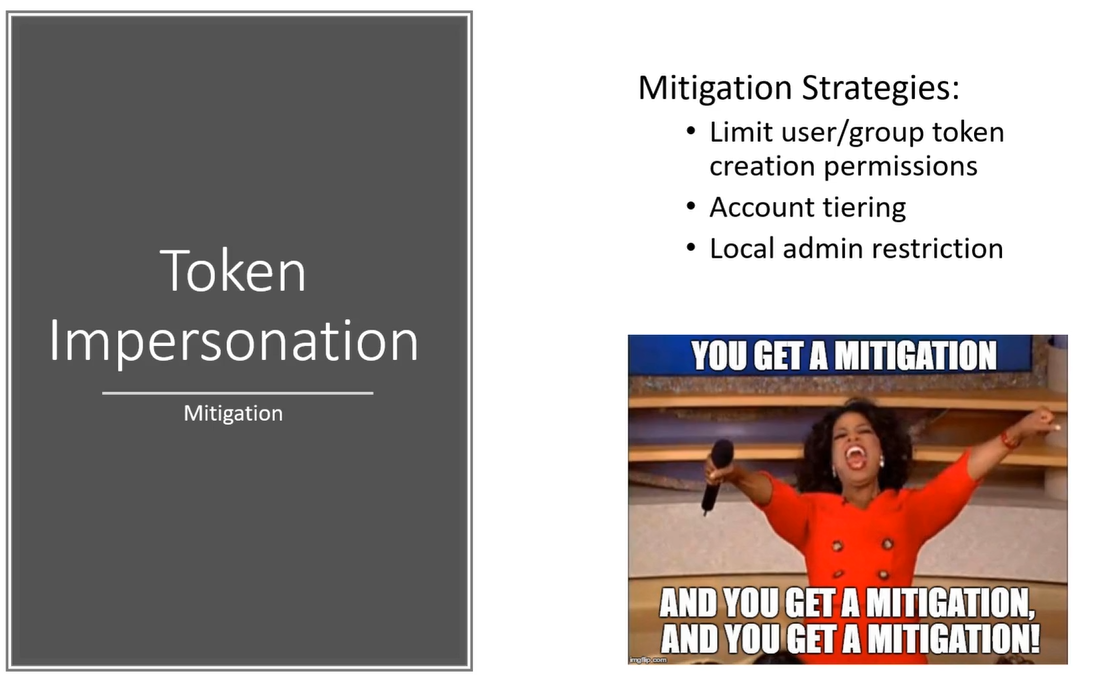 Token
Impersonation
Mitigation
Mitigation Strategies:
• Limit user/group token
creation permissions
• Account tiering
• Local admin restriction
YOU GET A MITIGATION
AND YOU GET A MITIGATION,
AND YOU GET A MITIGATION!
imgflip.com